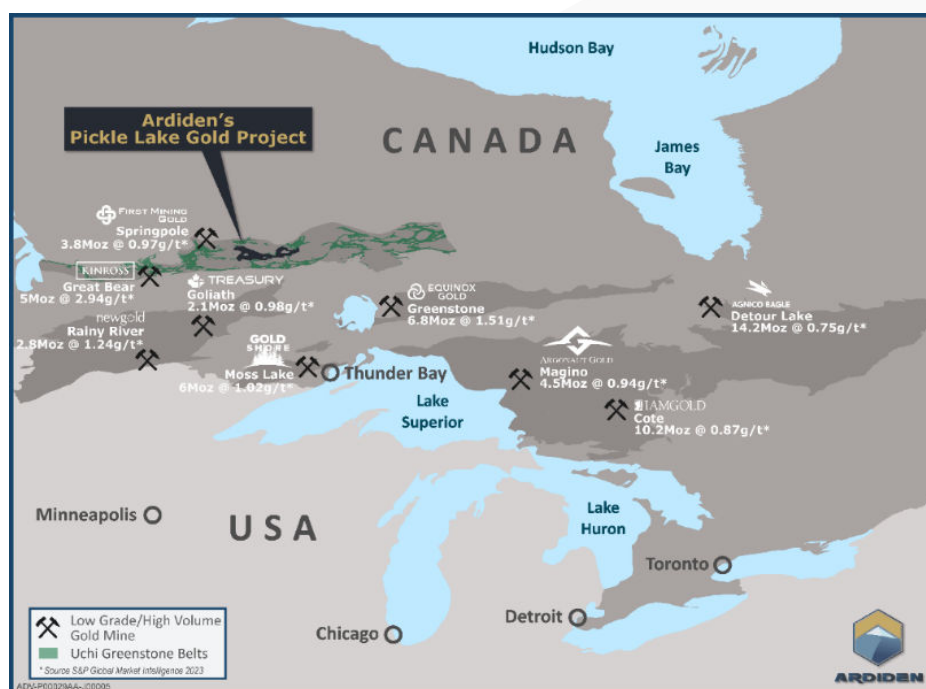 Hudson Bay
Ardiden's
Pickle Lake Gold Project
CANADA
James
Bay
FIRST MINING
GOLD
Springpole
3.8Moz @ 0.97g/t*
KINROSS
Great Bear
5Moz @ 2.94g/t*
TREASURY
Goliath
2.1Moz @ 0.98g/t*
EQUINOX
GOLD
Greenstone
6.8Moz @ 1.51g/t*
AGNICO EAGLE
Detour Lake
14.2Moz @ 0.75g/t*
newgold
Rainy River
2.8Moz @ 1.24g/t*
GOLD
SHORE
Moss Lake
6Moz @ 1.02g/t*
Thunder Bay
ARGONAUT GOLD
Magino
4.5Moz @ 0.94g/t*
IAMGOLD
Cote
10.2Moz @ 0.87g/t*
Lake
Superior
Minneapolis
USA
Lake
Huron
Toronto
Detroit
Chicago
Low Grade/High Volume
Gold Mine
Uchi Greenstone Belts
* Source S&P Global Market Intelligence 2023
ARDIDEN